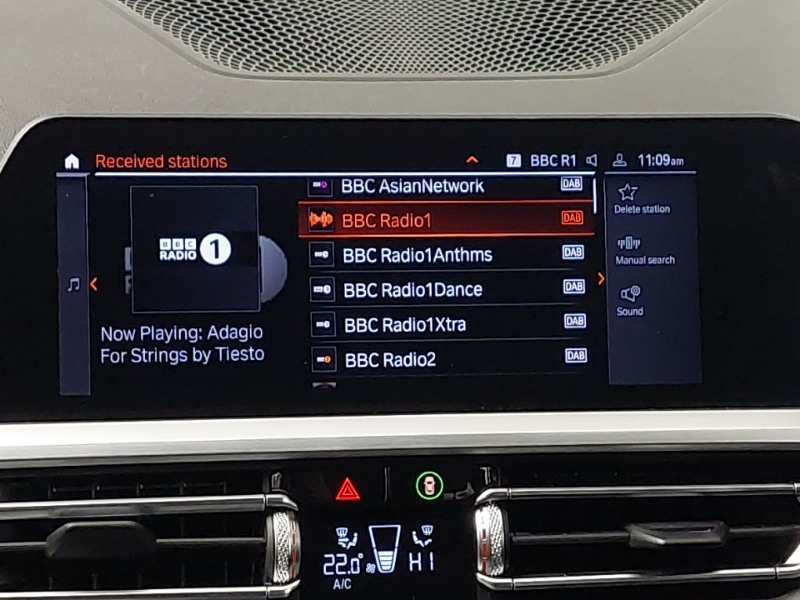 Received stations
7 BBC R1 11:09am
BBC AsianNetwork DAB
BBC Radio1 DAB
BBC Radio1Anthms DAB
BBC Radio1Dance DAB
BBC Radio1Xtra DAB
BBC Radio2 DAB
BBC
RADIO 1
Now Playing: Adagio
For Strings by Tiesto
Delete station
Manual search
Sound
22.0° HI
A/C